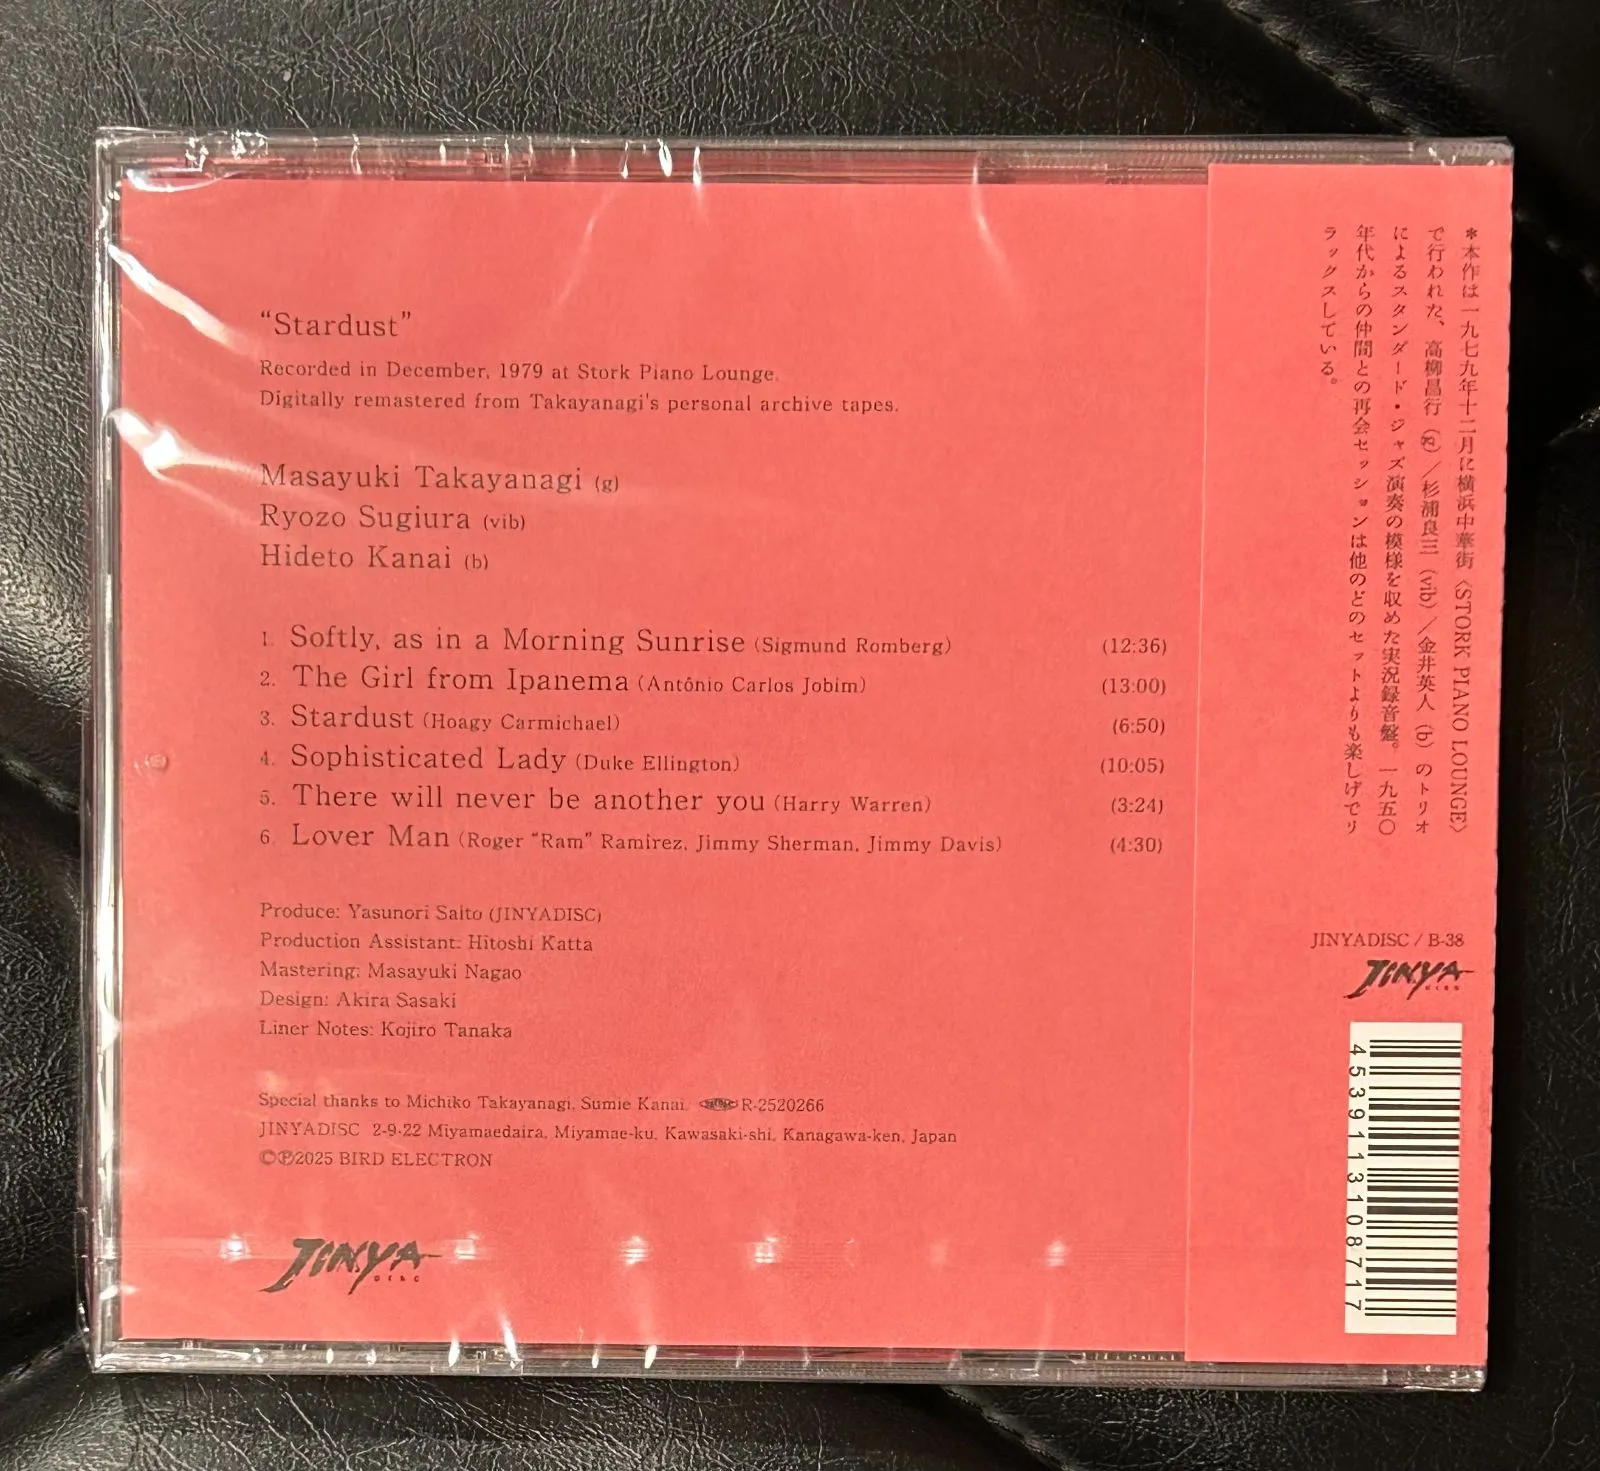 “Stardust”
Recorded in December, 1979 at Stork Piano Lounge.
Digitally remastered from Takayanagi's personal archive tapes.
Masayuki Takayanagi (g)
Ryozo Sugiura (vib)
Hideto Kanai (b)
1. Softly, as in a Morning Sunrise (Sigmund Romberg) (12:36)
2. The Girl from Ipanema (Antônio Carlos Jobim) (13:00)
3. Stardust (Hoagy Carmichael) (6:50)
4. Sophisticated Lady (Duke Ellington) (10:05)
5. There will never be another you (Harry Warren) (3:24)
6. Lover Man (Roger “Ram” Ramirez, Jimmy Sherman, Jimmy Davis) (4:30)
Produce: Yasunori Saito (JINYADISC)
Production Assistant: Hitoshi Katta
Mastering: Masayuki Nagao
Design: Akira Sasaki
Liner Notes: Kojiro Tanaka
Special thanks to Michiko Takayanagi, Sumie Kanai. R-2520266
JINYADISC 2-9-22 Miyamaedaira, Miyamae-ku, Kawasaki-shi, Kanagawa-ken, Japan
©℗2025 BIRD ELECTRON
JINYA
DISC
*本作は一九七九年十二月に横浜中華街〈STORK PIANO LOUNGE〉
で行われた、高柳昌行（g）／杉浦良三（vib）／金井英人（b）のトリオ
によるスタンダード・ジャズ演奏の模様を収めた実況録音盤。一九五〇
年代からの仲間との再会セッションは他のどのセットよりも楽しげでリ
ラックスしている。
JINYADISC / B-38
JINYA
DISC
4539113108717